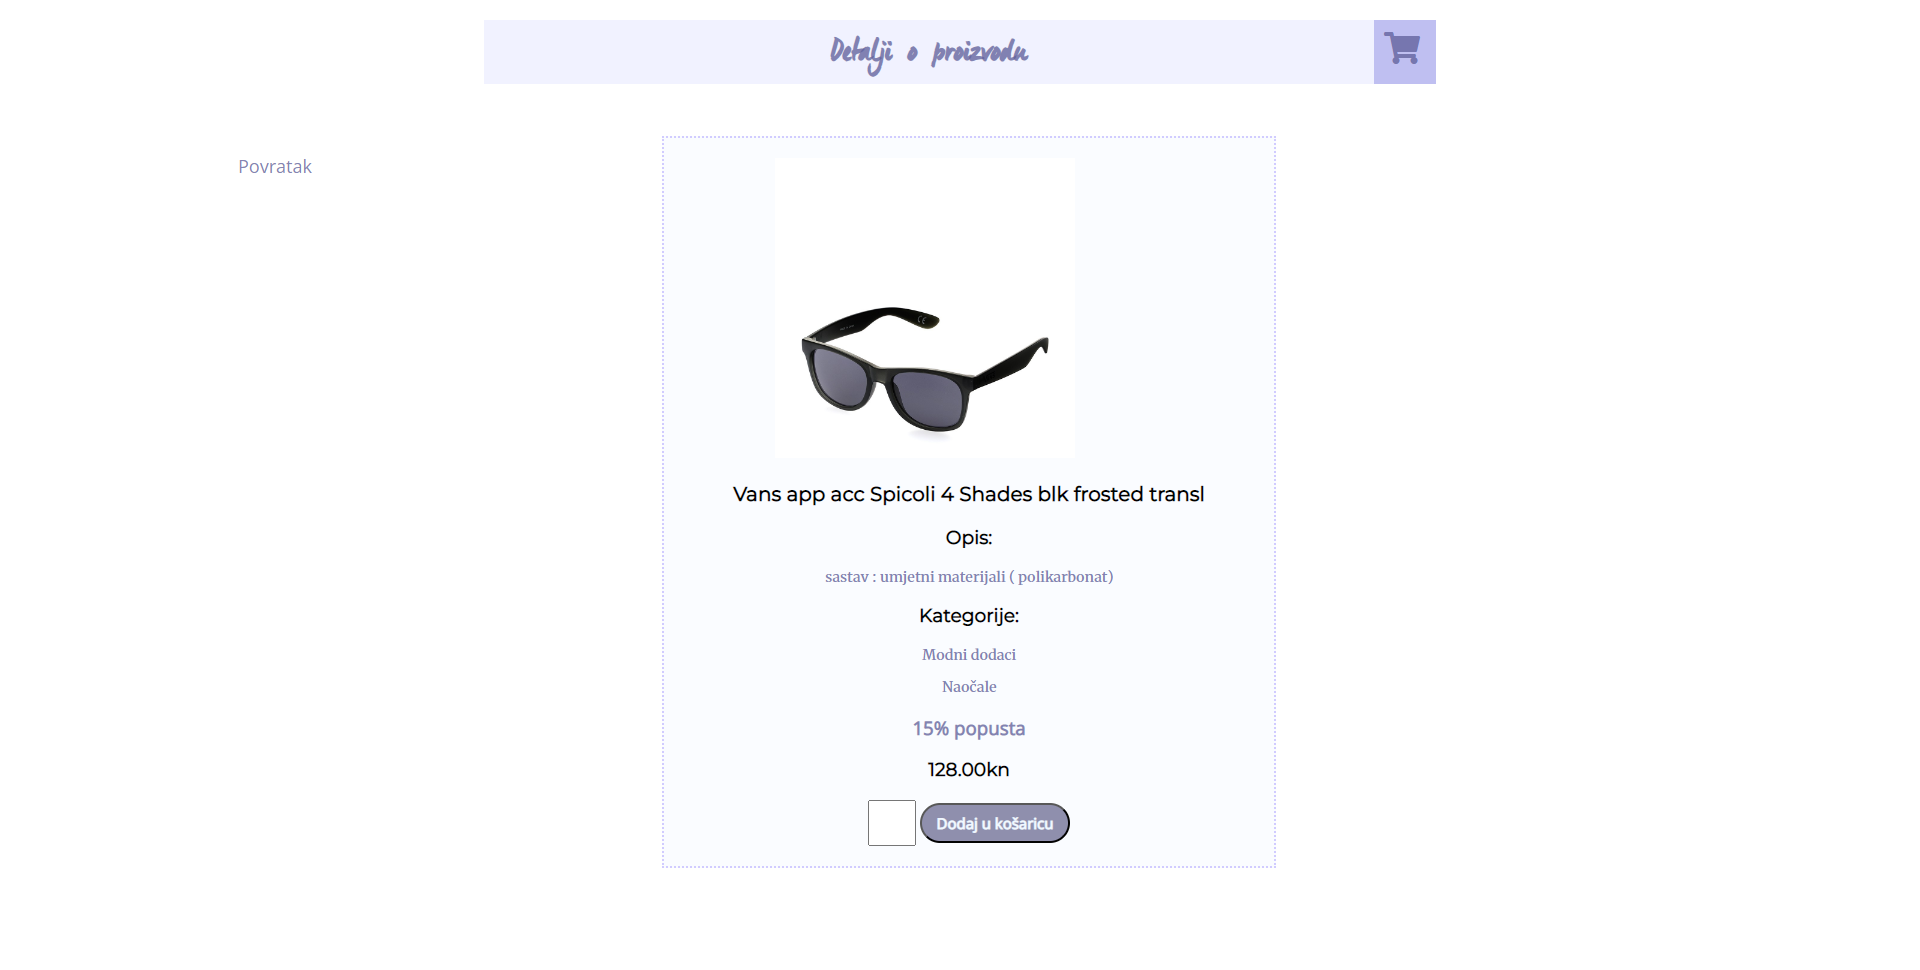 Detalji o proizvodu
Povratak
Vans app acc Spicoli 4 Shades blk frosted transl
Opis:
sastav : umjetni materijali ( polikarbonat)
Kategorije:
Modni dodaci
Naočale
15% popusta
128.00kn
Dodaj u košaricu